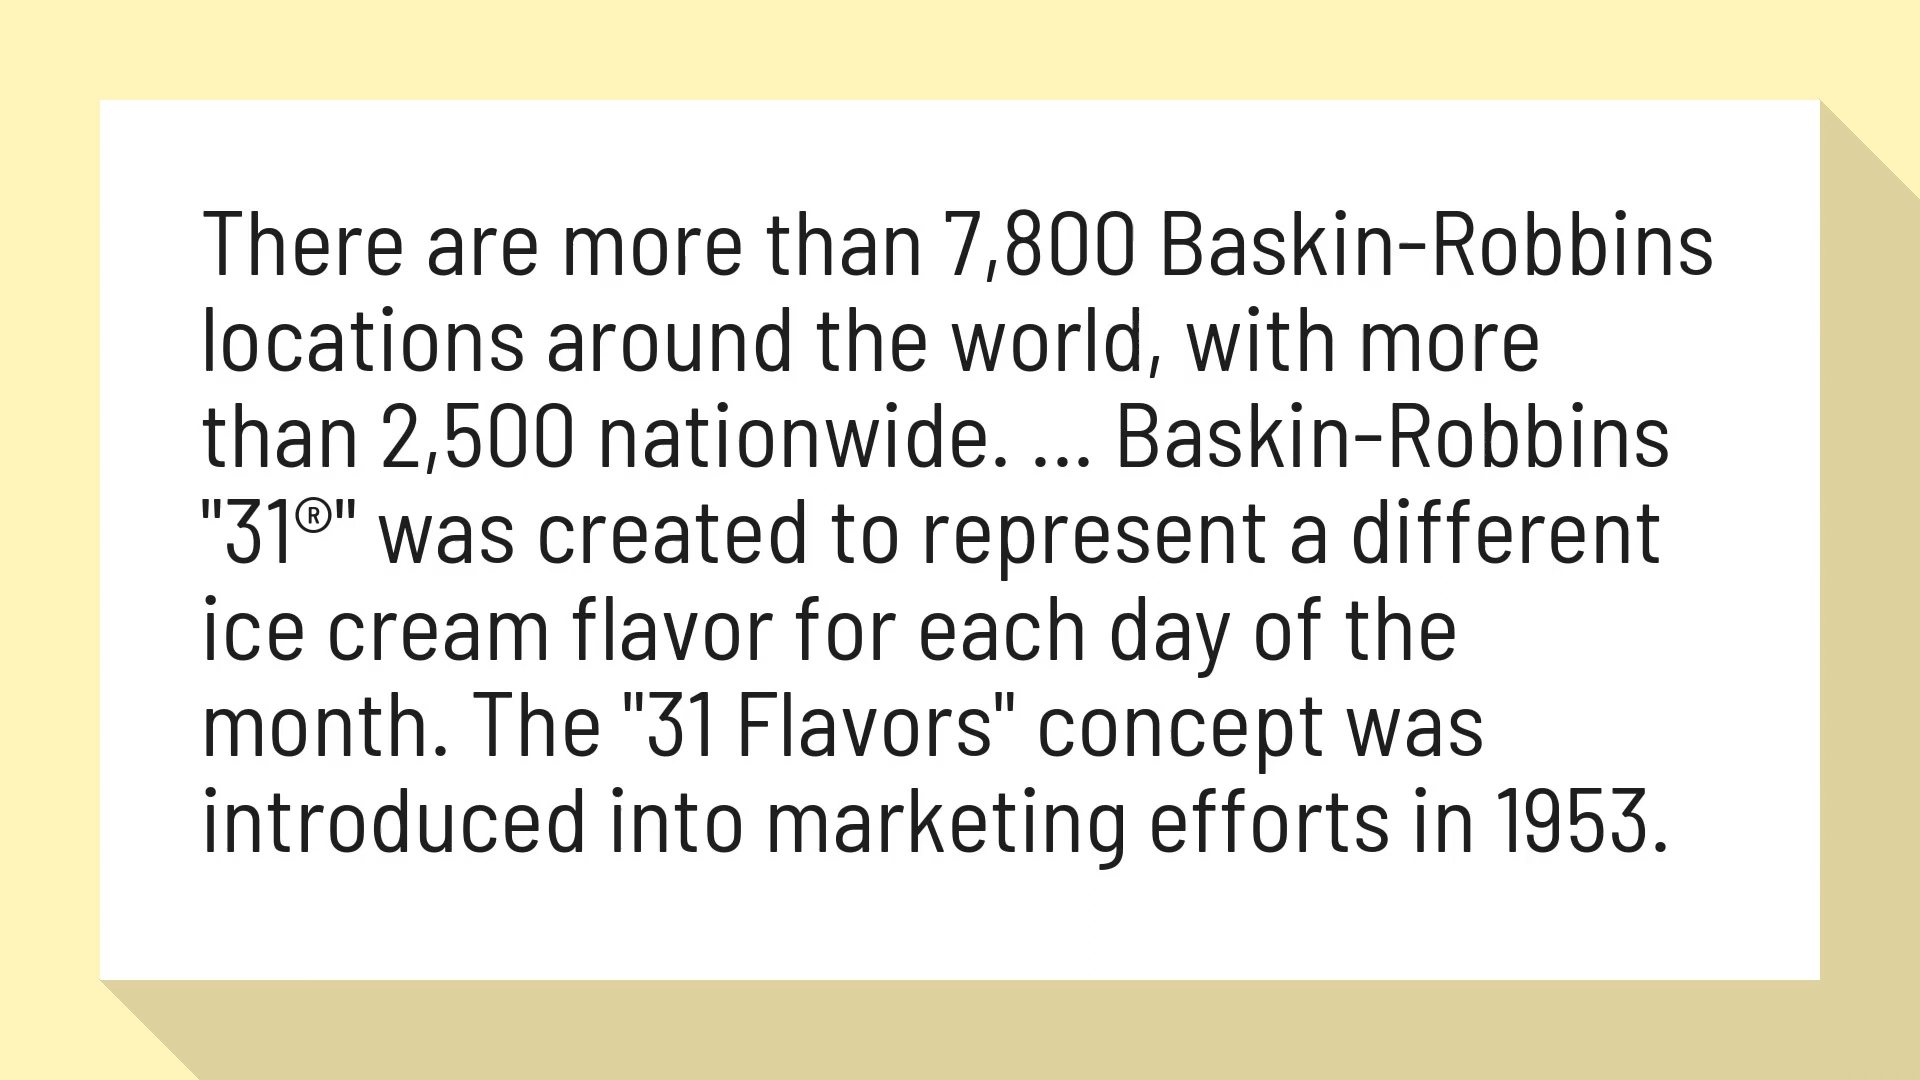 There are more than 7,800 Baskin-Robbins
locations around the world, with more
than 2,500 nationwide. ... Baskin-Robbins
"31®" was created to represent a different
ice cream flavor for each day of the
month. The "31 Flavors" concept was
introduced into marketing efforts in 1953.